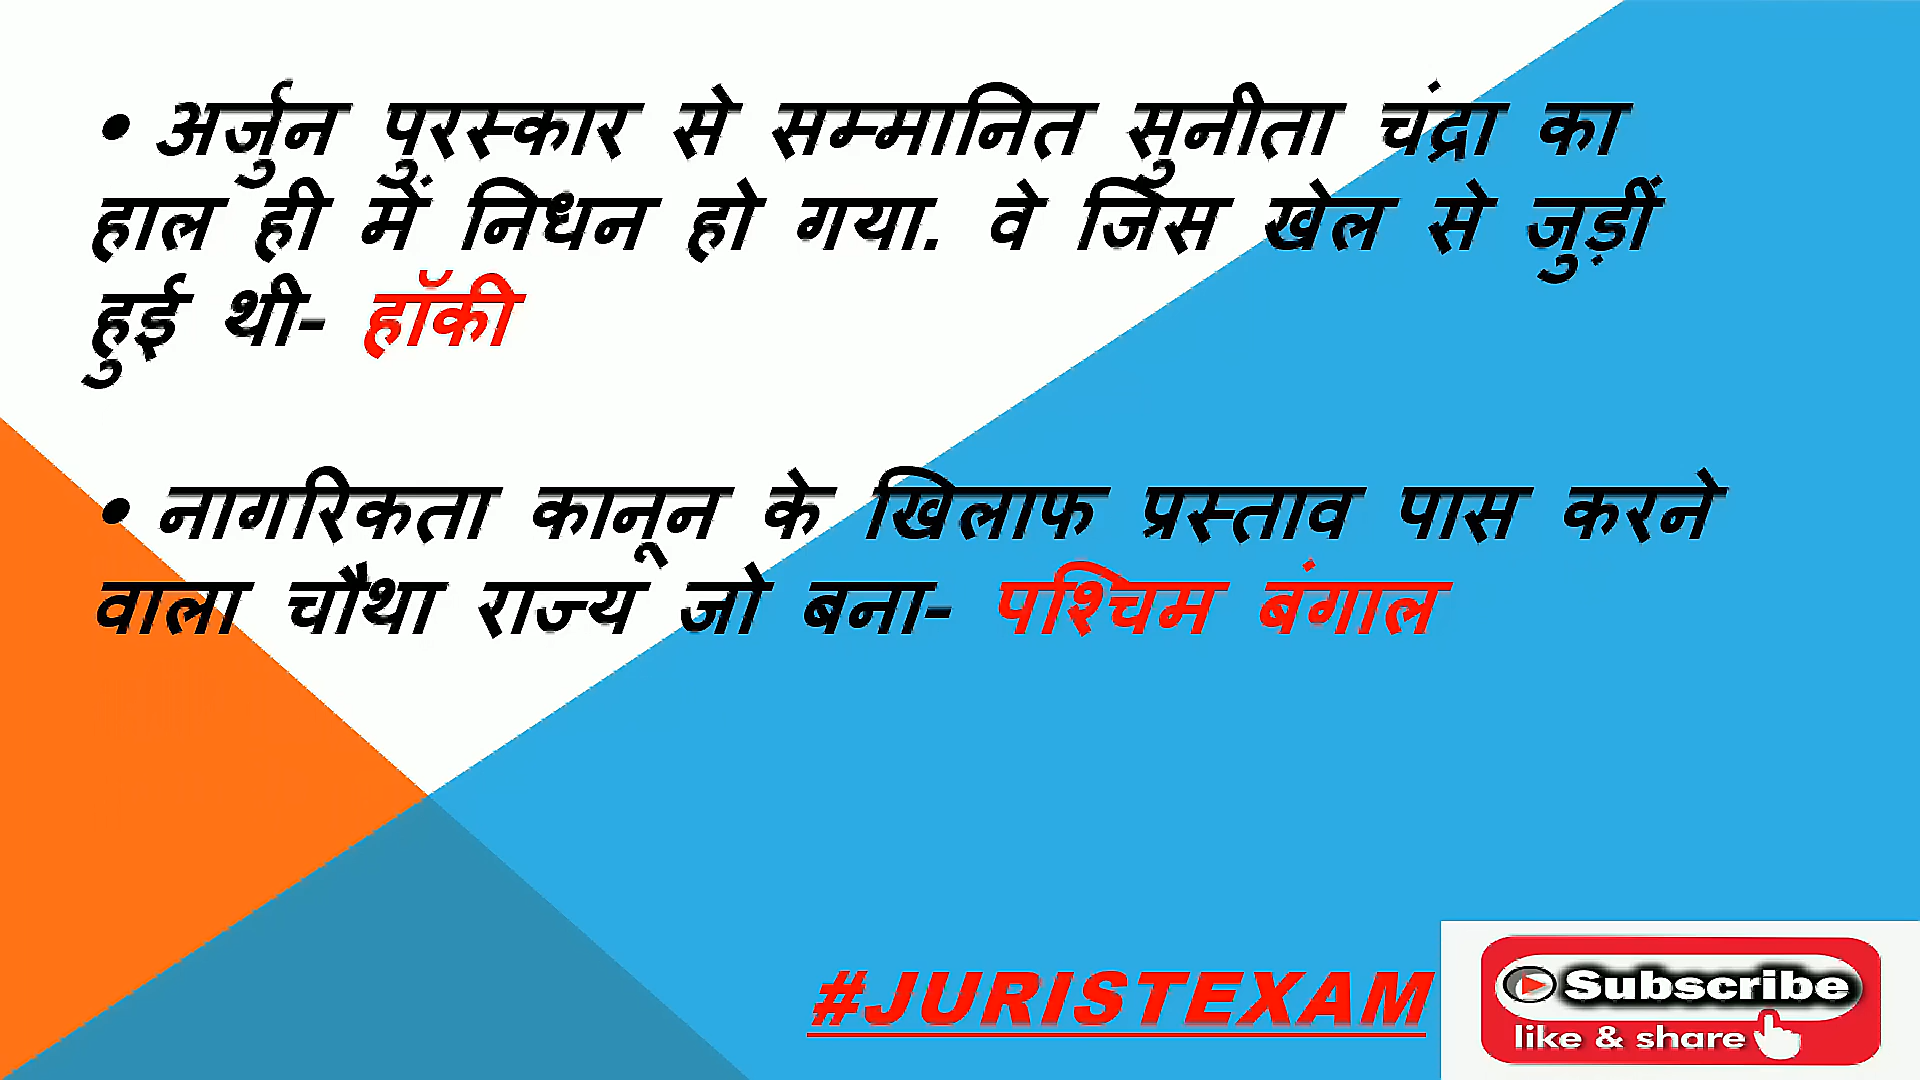 • अर्जुन पुरस्कार से सम्मानित सुनीता चंद्रा का
हाल ही में निधन हो गया. वे जिस खेल से जुड़ीं
हुई थी- हॉकी
• नागरिकता कानून के खिलाफ प्रस्ताव पास करने
वाला चौथा राज्य जो बना- पश्चिम बंगाल
#JURISTEXAM
Subscribe
like & share